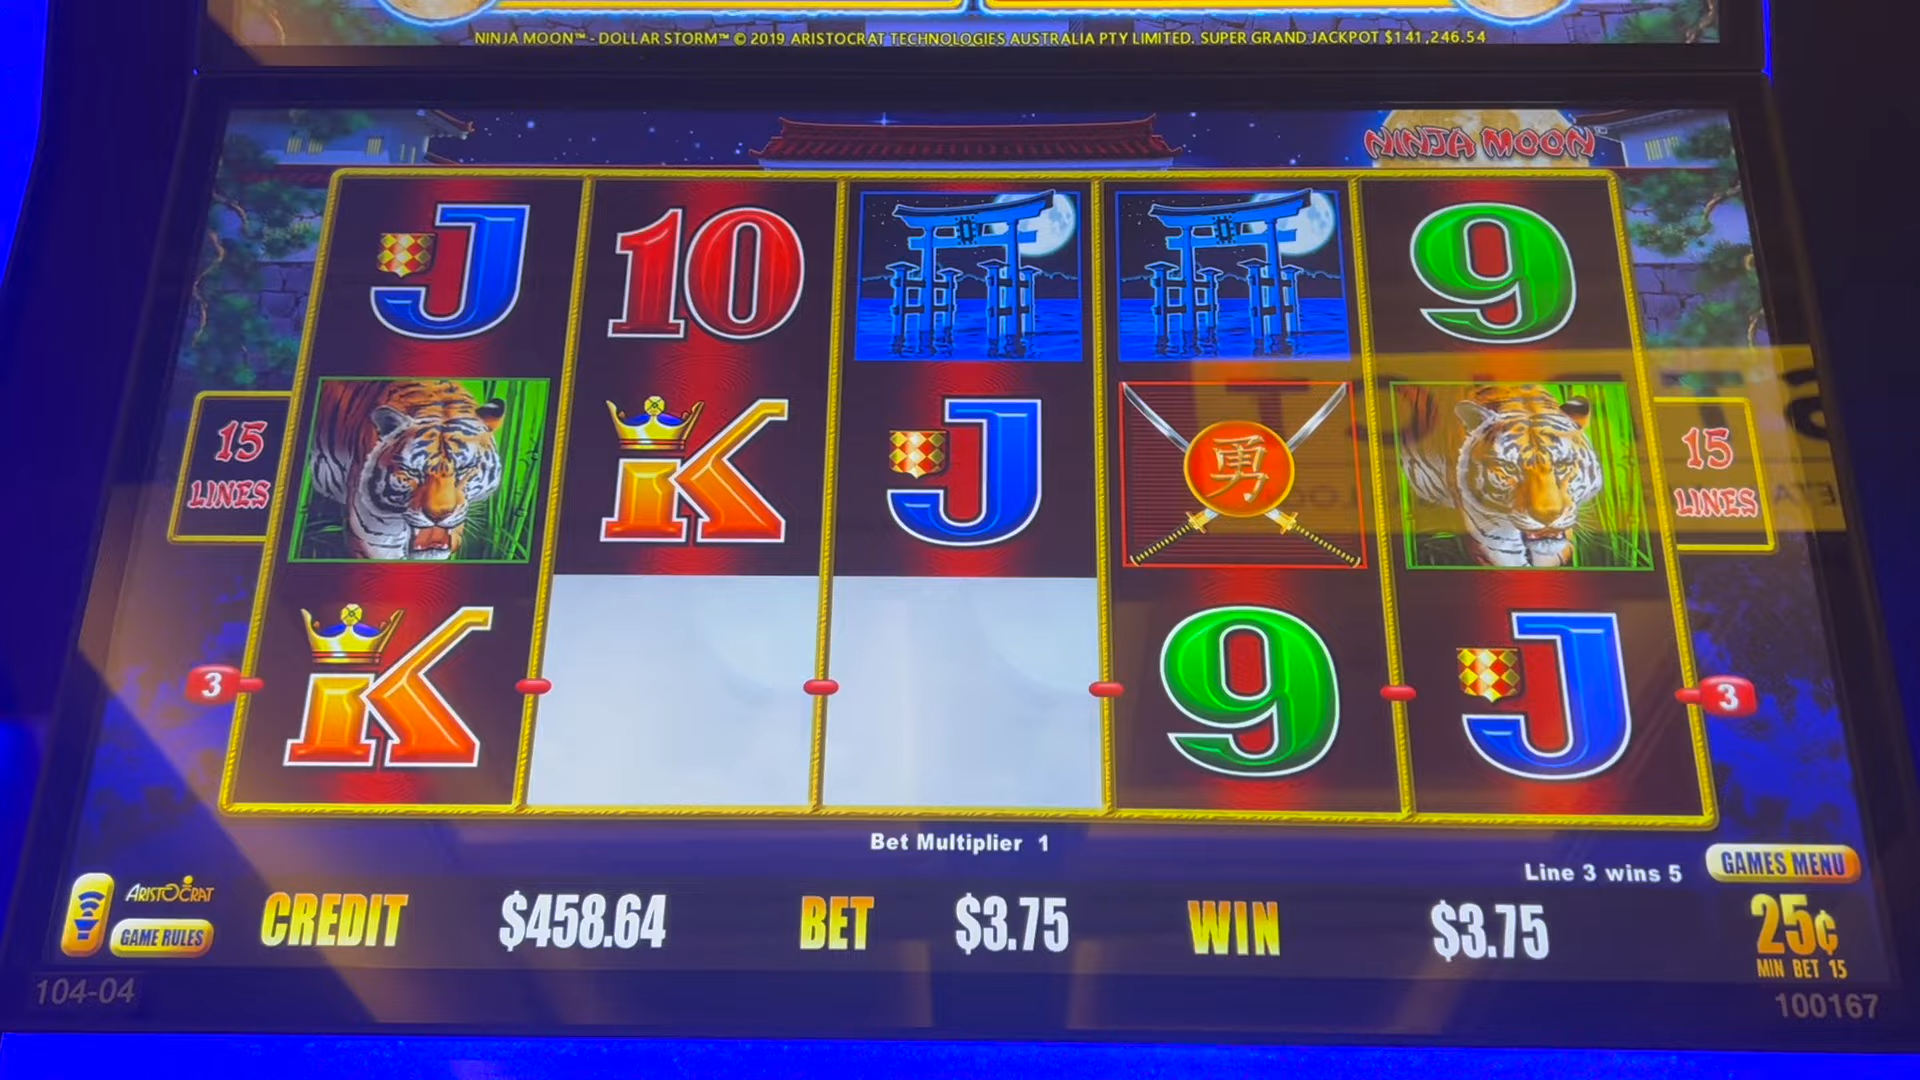 NINJA MOON™ - DOLLAR STORM™ © 2019 ARISTOCRAT TECHNOLOGIES AUSTRALIA PTY LIMITED. SUPER GRAND JACKPOT $141,246.54
NINJA MOON™
J 10 9
15 LINES
K J 勇
15 LINES
3 K 9 J 3
Bet Multiplier 1
Line 3 wins 5
GAMES MENU
ARISTOCRAT
GAME RULES
CREDIT $458.64 BET $3.75 WIN $3.75
25¢
MIN BET 15
104-04
100167